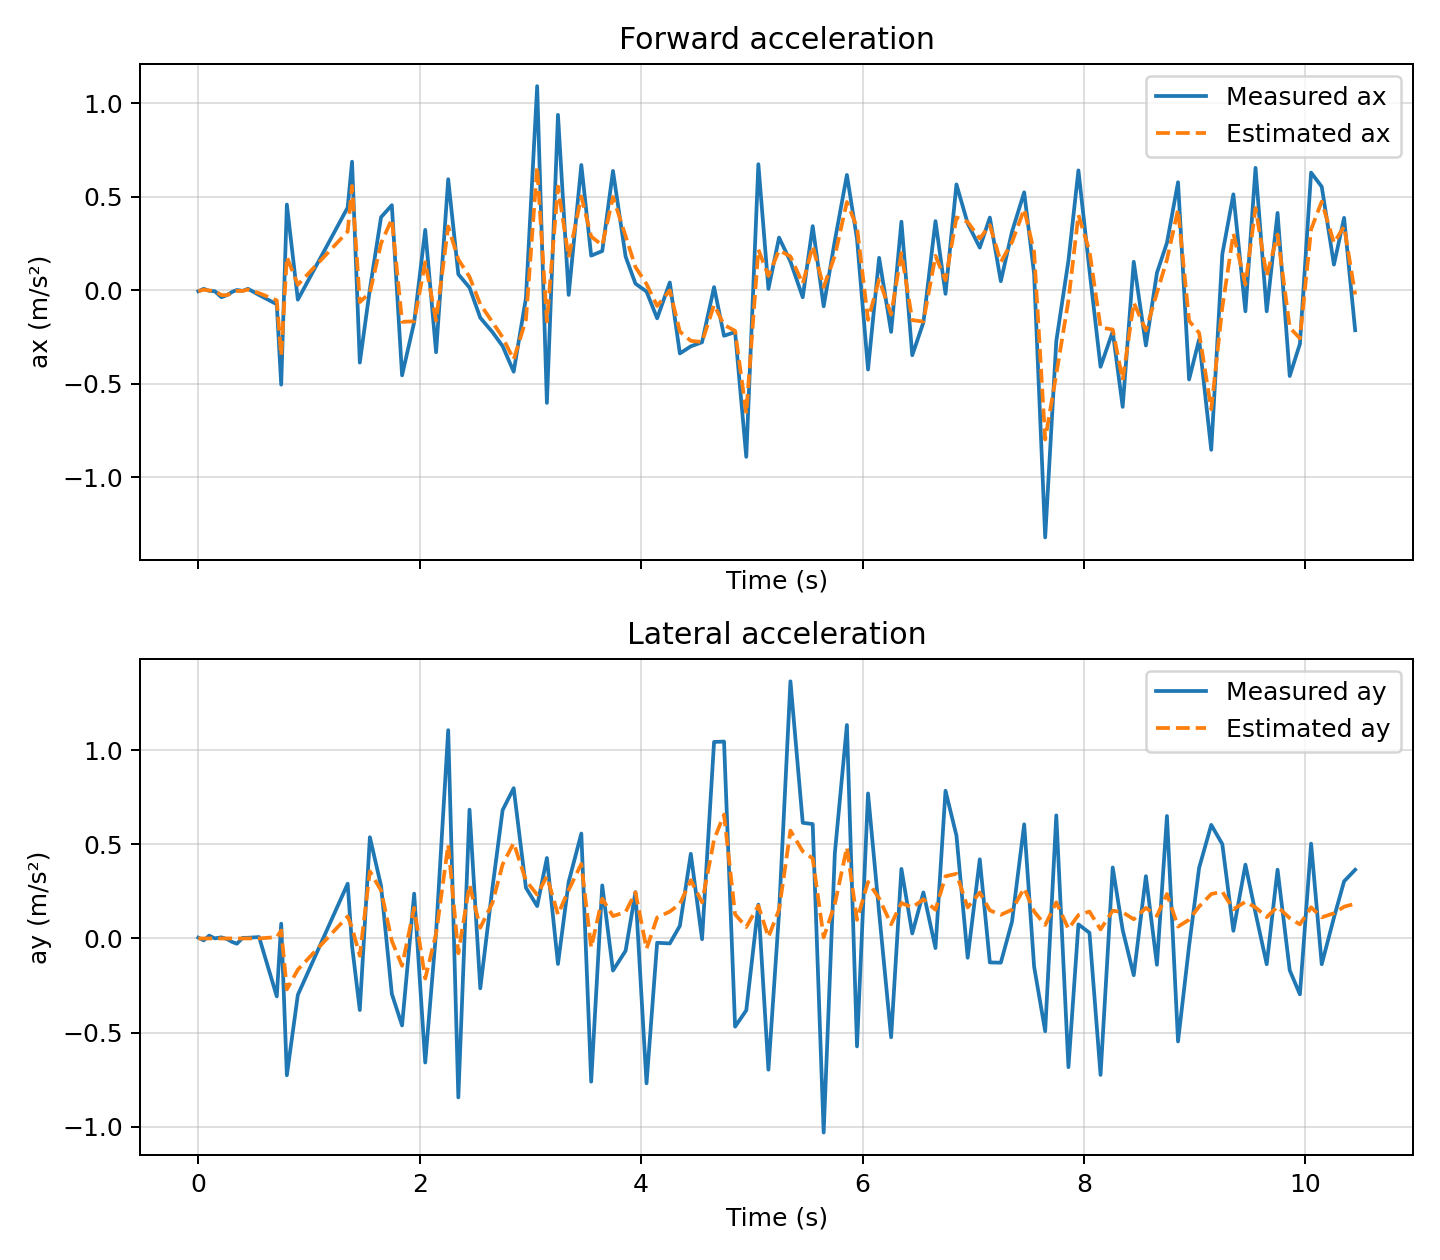 Forward acceleration
Measured ax
Estimated ax
1.0
0.5
0.0
−0.5
−1.0
ax (m/s²)
Time (s)
Lateral acceleration
Measured ay
Estimated ay
1.0
0.5
0.0
−0.5
−1.0
ay (m/s²)
0 2 4 6 8 10
Time (s)